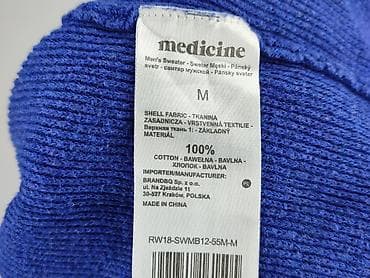 medicine
Men's Sweater - Sweter Męski - Pánský
svetr - свитер мужской - Pánsky sveter
M
SHELL FABRIC - TKANINA
ZASADNICZA - VRSTVENNÁ TEXTILIE -
Верхняя ткань 1: - ZÁKLADNÝ
MATERIÁL
100%
COTTON - BAWEŁNA - BAVLNA -
ХЛОПОК - BAVLNA
IMPORTER/MANUFACTURER:
BRANDBQ Sp. z o.o.
ul. Na Zjeździe 11
30-527 Kraków, POLSKA
MADE IN CHINA
RW18-SWMB12-55M-M